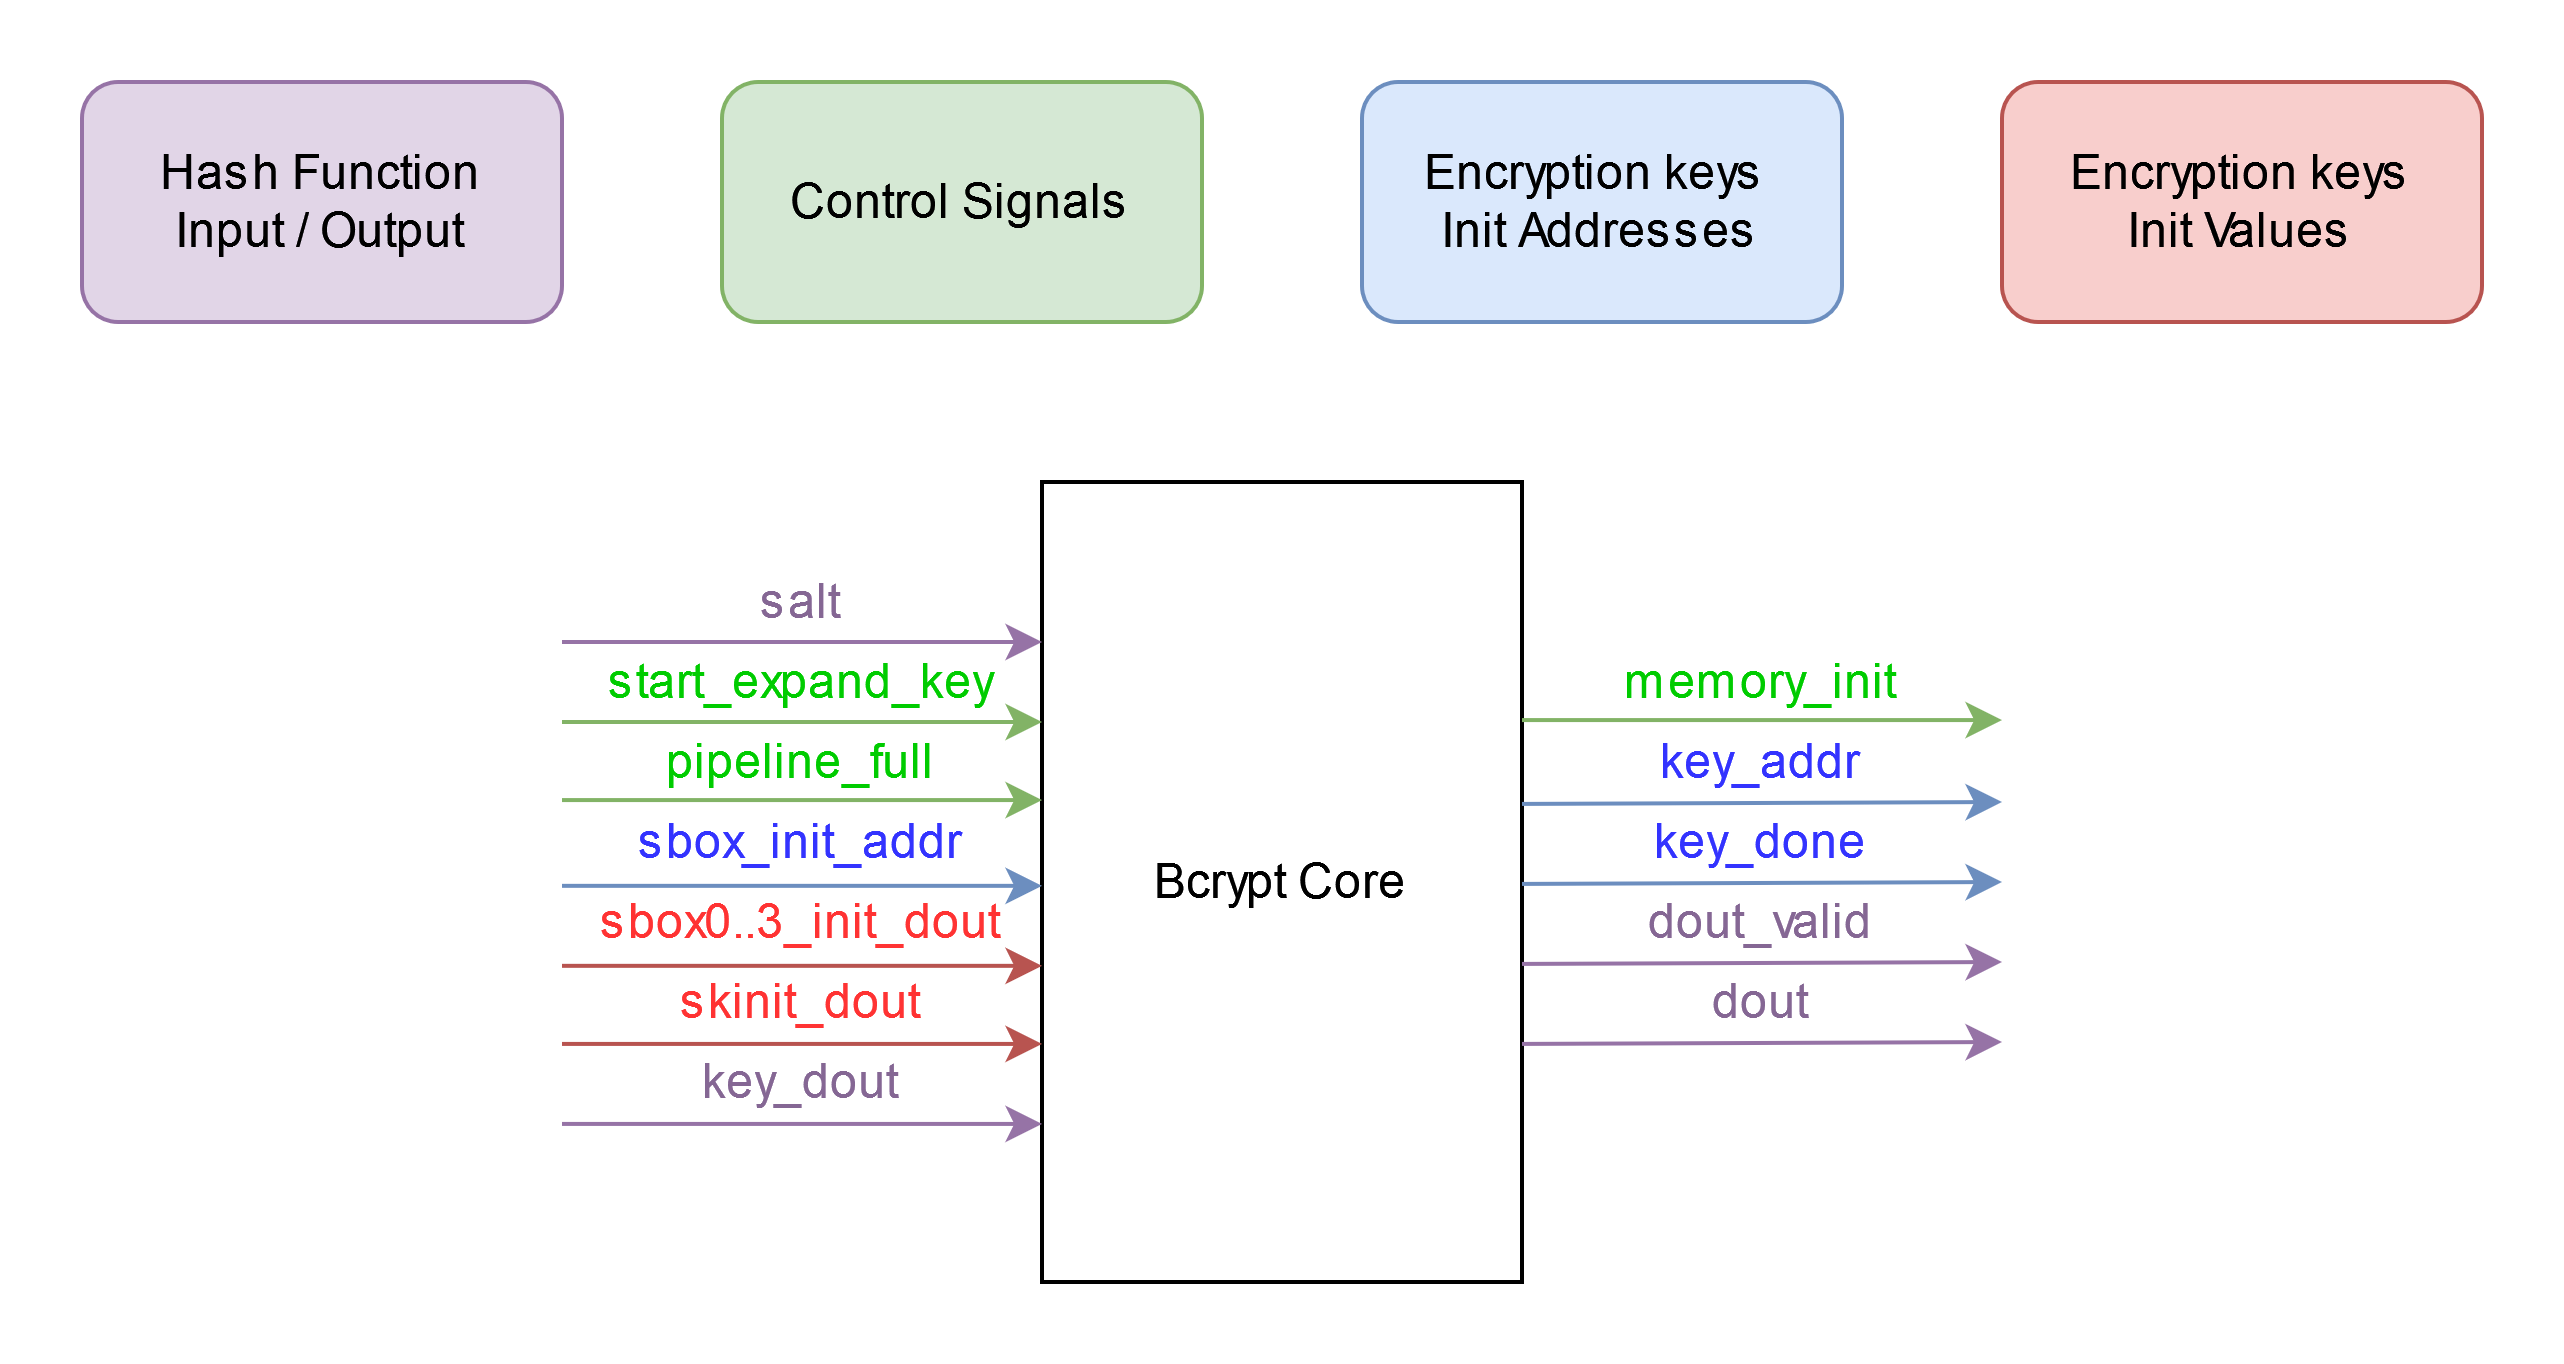 Hash Function
Input / Output
Control Signals
Encryption keys
Init Addresses
Encryption keys
Init Values
salt
start_expand_key
pipeline_full
sbox_init_addr
sbox0..3_init_dout
skinit_dout
key_dout
Bcrypt Core
memory_init
key_addr
key_done
dout_valid
dout